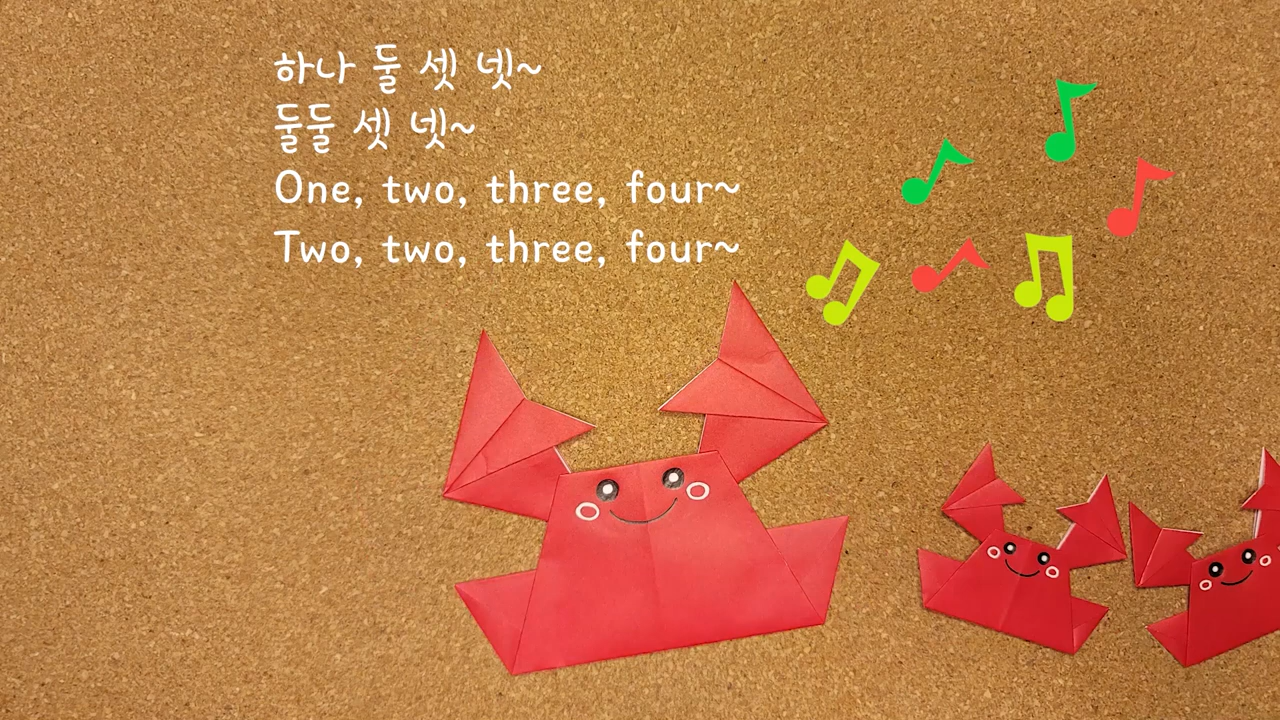 하나 둘 셋 넷~
둘둘 셋 넷~
One, two, three, four~
Two, two, three, four~